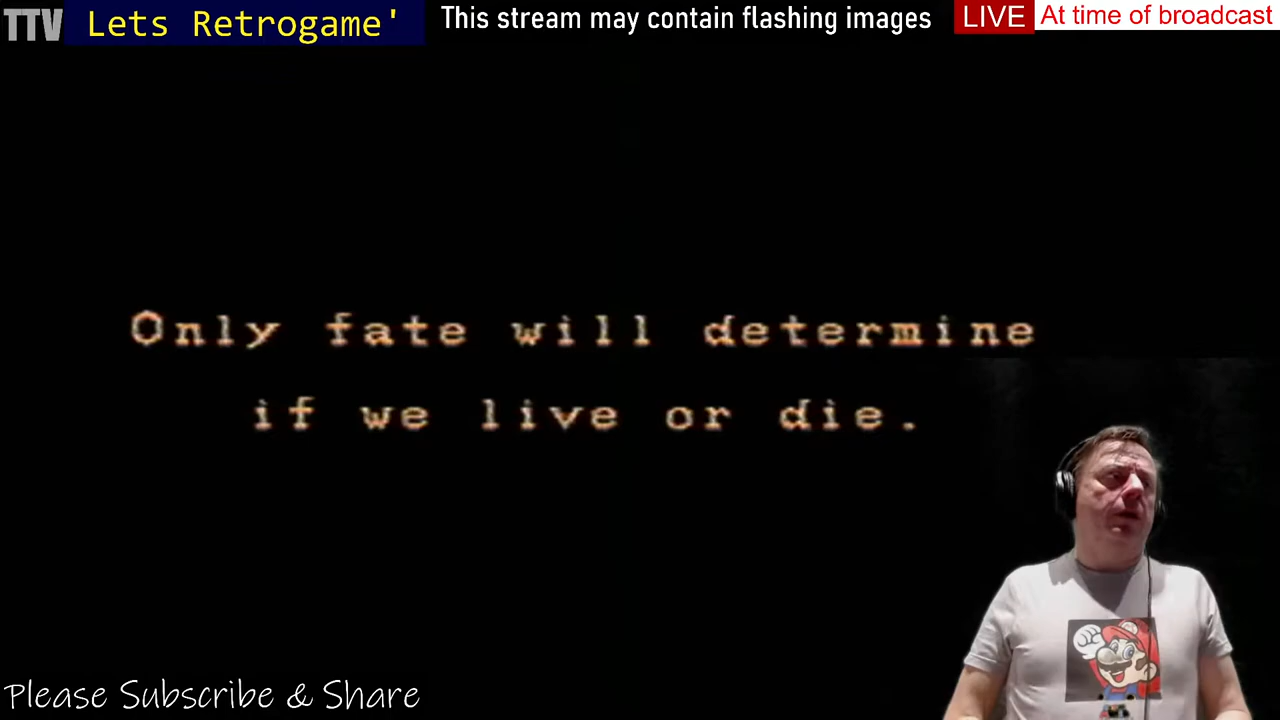 TTV Lets Retrogame'
This stream may contain flashing images
LIVE At time of broadcast
Only fate will determine
if we live or die.
Please Subscribe & Share